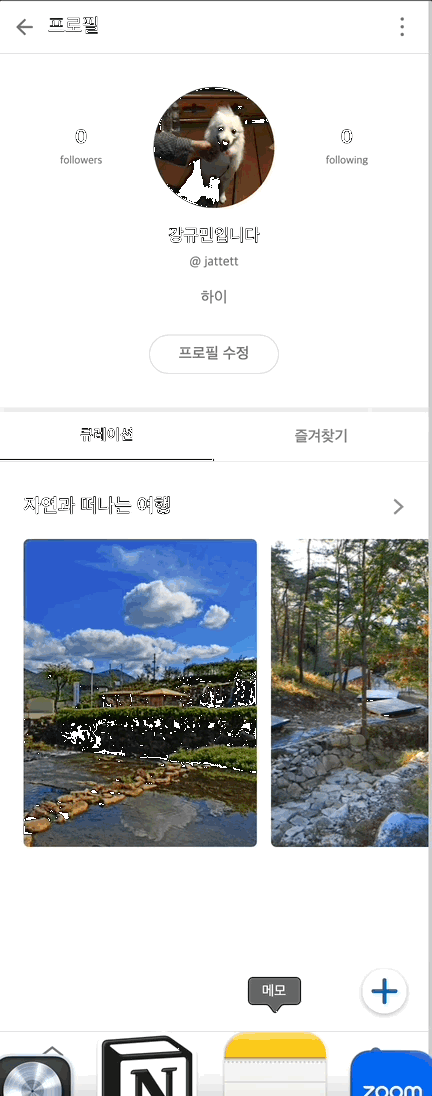 프로필
0
followers
0
following
강규민입니다
@ jattett
하이
프로필 수정
큐레이션
즐겨찾기
자연과 떠나는 여행
메모
N
zoom